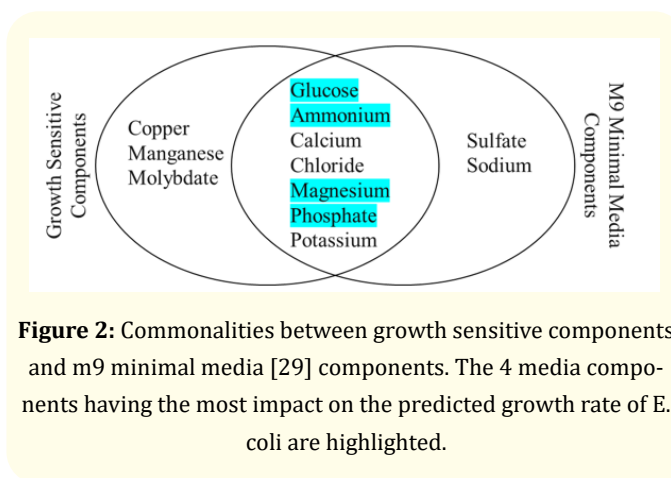 Growth Sensitive
Components
Copper
Manganese
Molybdate
Glucose
Ammonium
Calcium
Chloride
Magnesium
Phosphate
Potassium
Sulfate
Sodium
M9 Minimal Media
Components
Figure 2: Commonalities between growth sensitive components
and m9 minimal media [29] components. The 4 media compo-
nents having the most impact on the predicted growth rate of E.
coli are highlighted.